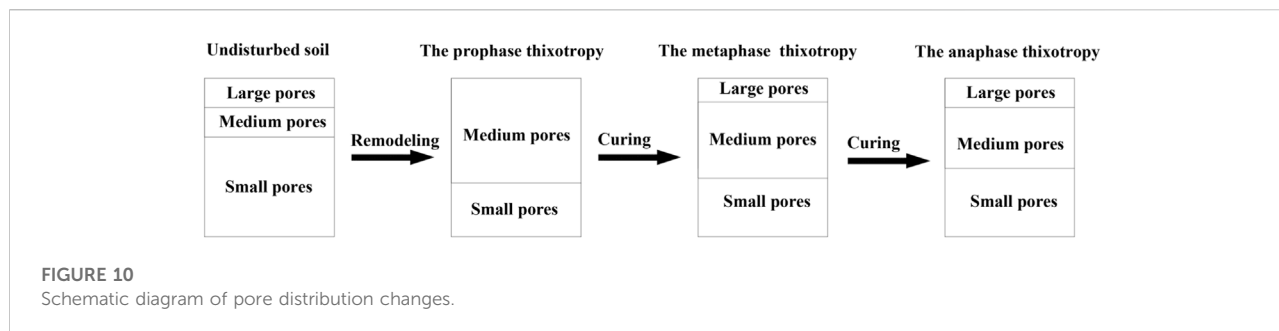 Undisturbed soil
Large pores
Medium pores
Small pores
Remodeling
The prophase thixotropy
Medium pores
Small pores
Curing
The metaphase thixotropy
Large pores
Medium pores
Small pores
Curing
The anaphase thixotropy
Large pores
Medium pores
Small pores
FIGURE 10
Schematic diagram of pore distribution changes.